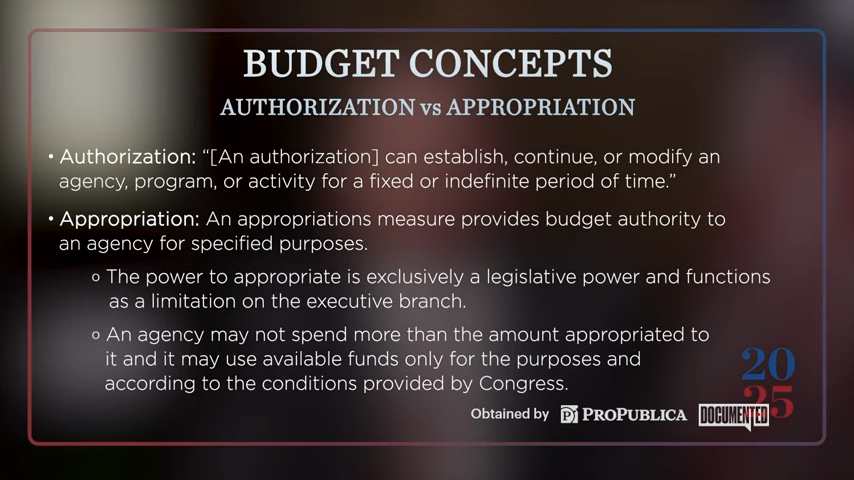 BUDGET CONCEPTS
AUTHORIZATION vs APPROPRIATION
• Authorization: “[An authorization] can establish, continue, or modify an
agency, program, or activity for a fixed or indefinite period of time.”
• Appropriation: An appropriations measure provides budget authority to
an agency for specified purposes.
o The power to appropriate is exclusively a legislative power and functions
as a limitation on the executive branch.
o An agency may not spend more than the amount appropriated to
it and it may use available funds only for the purposes and
according to the conditions provided by Congress.
20
25
Obtained by PROPUBLICA DOCUMENTED